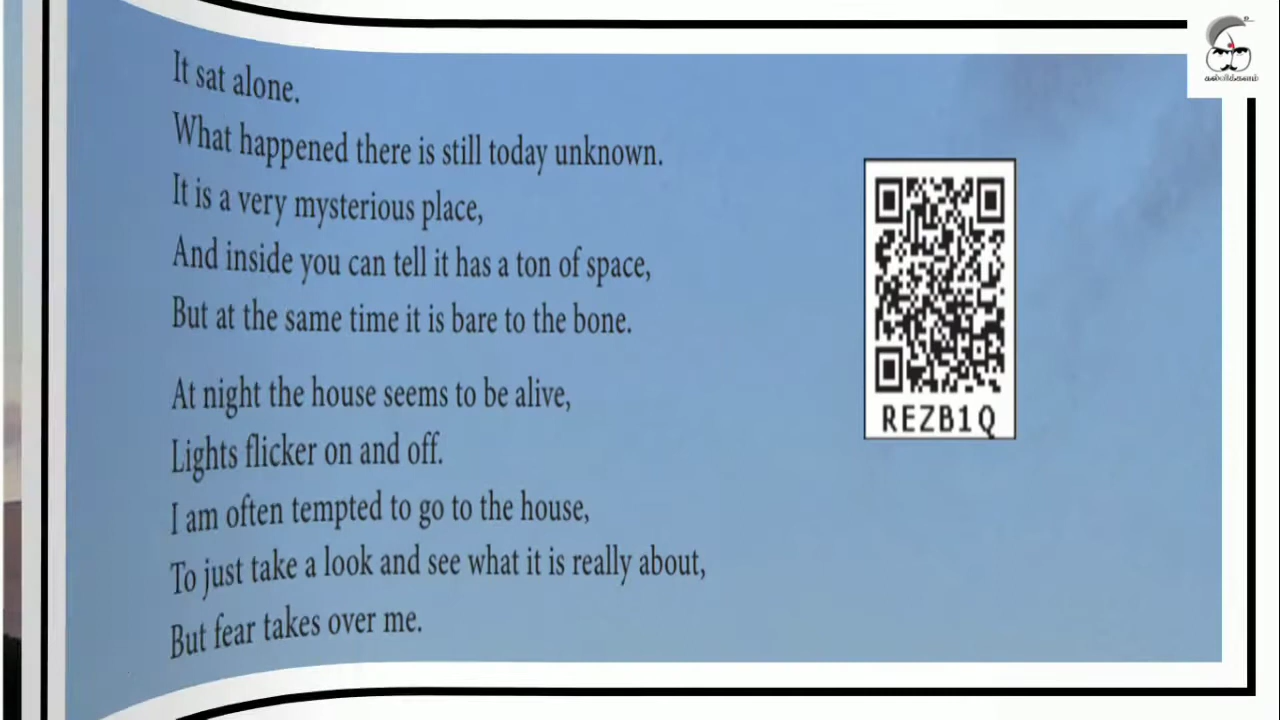 It sat alone.
What happened there is still today unknown.
It is a very mysterious place,
And inside you can tell it has a ton of space,
But at the same time it is bare to the bone.
At night the house seems to be alive,
Lights flicker on and off.
I am often tempted to go to the house,
To just take a look and see what it is really about,
But fear takes over me.
REZB1Q
கல்விக்களம்